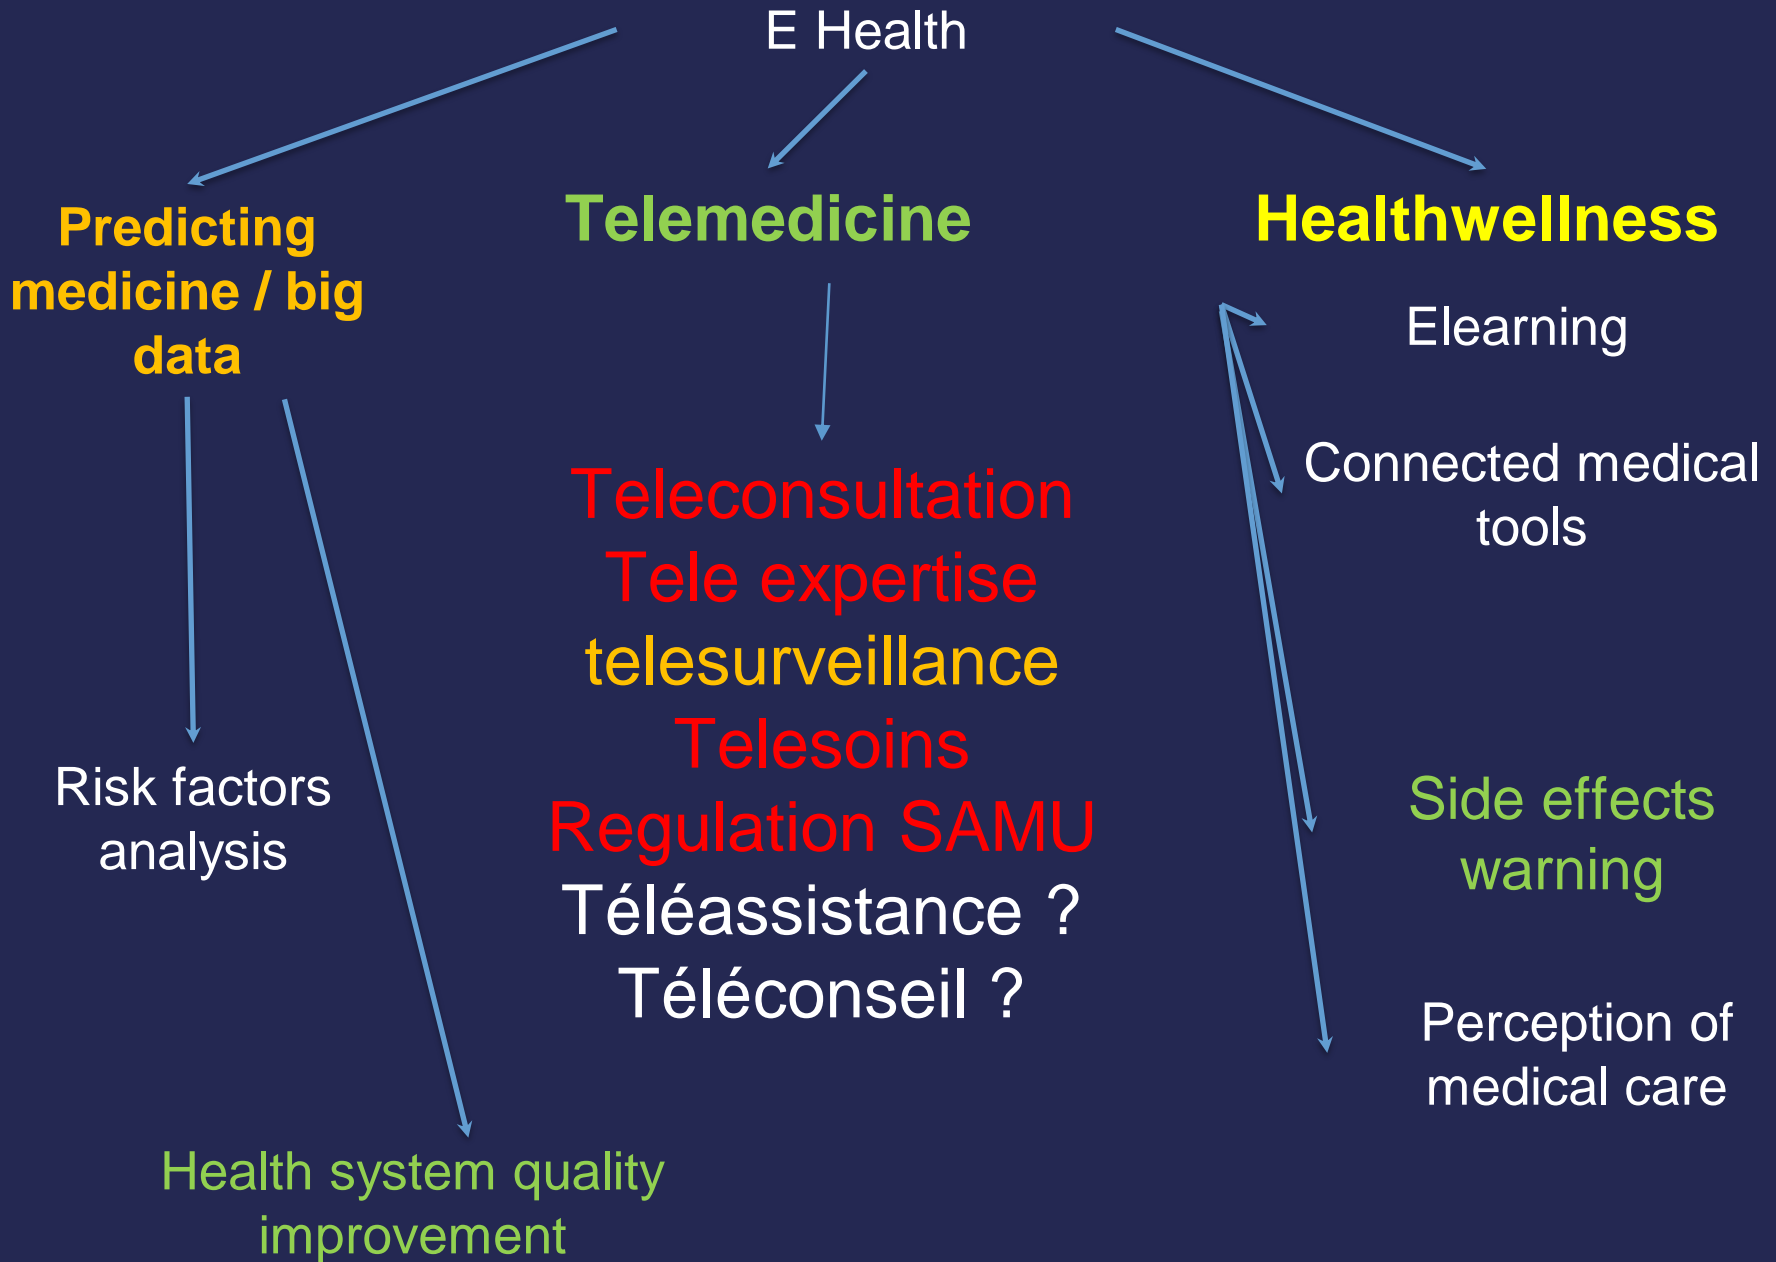 E Health
Predicting
medicine / big
data
Telemedicine
Healthwellness
Elearning
Connected medical
tools
Teleconsultation
Tele expertise
telesurveillance
Telesoins
Regulation SAMU
Téléassistance ?
Téléconseil ?
Risk factors
analysis
Side effects
warning
Perception of
medical care
Health system quality
improvement